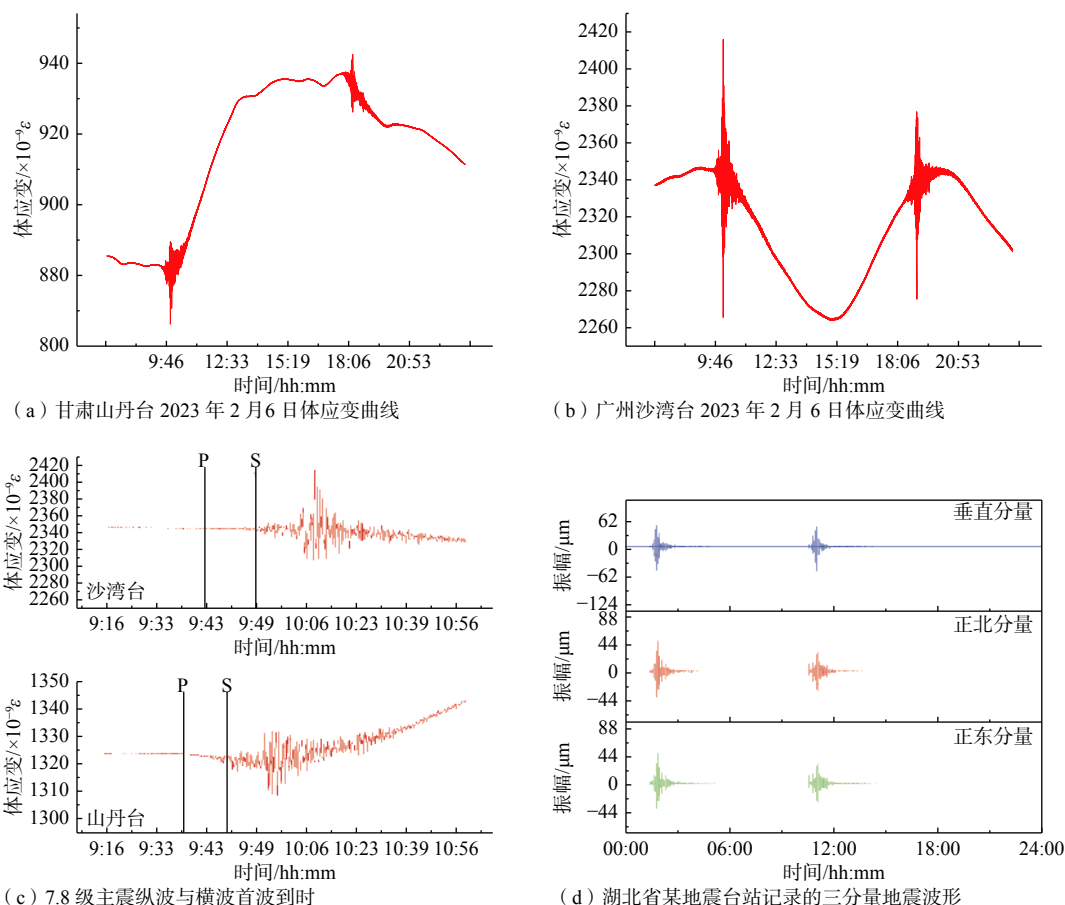 体应变/×10⁻⁹ε
940
920
900
880
800
9:46 12:33 15:19 18:06 20:53
时间/hh:mm
（a）甘肃山丹台 2023 年 2 月6 日体应变曲线
体应变/×10⁻⁹ε
2420
2400
2380
2360
2340
2320
2300
2280
2260
9:46 12:33 15:19 18:06 20:53
时间/hh:mm
（b）广州沙湾台 2023 年 2 月 6 日体应变曲线
体应变/×10⁻⁹ε
2420
2400
2380
2360
2340
2320
2300
2280
2260
P S
沙湾台
9:16 9:33 9:43 9:49 10:06 10:23 10:39 10:56
时间/hh:mm
体应变/×10⁻⁹ε
1350
1340
1330
1320
1310
1300
P S
山丹台
9:16 9:33 9:43 9:49 10:06 10:23 10:39 10:56
时间/hh:mm
（c）7.8 级主震纵波与横波首波到时
振幅/μm
62
0
−62
−124
垂直分量
振幅/μm
88
44
0
−44
正北分量
振幅/μm
88
44
0
−44
正东分量
00:00 06:00 12:00 18:00 24:00
时间/hh:mm
（d）湖北省某地震台站记录的三分量地震波形